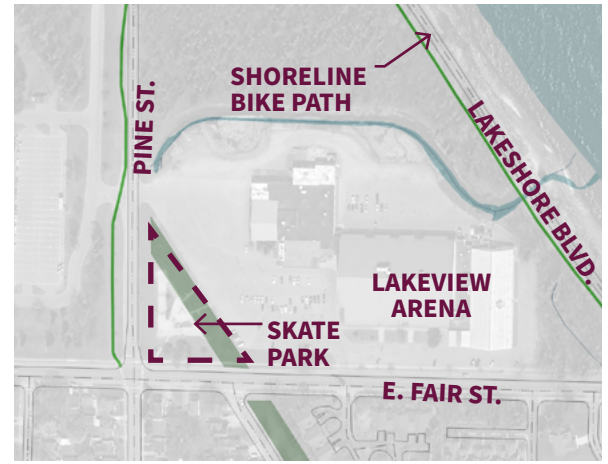 SHORELINE
BIKE PATH
PINE ST.
LAKESHORE BLVD.
LAKEVIEW
ARENA
SKATE
PARK
E. FAIR ST.